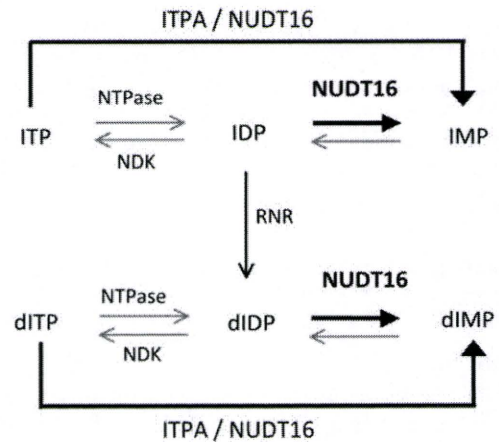 ITPA / NUDT16
NTPase
NUDT16
ITP
IDP
IMP
NDK
RNR
NTPase
NUDT16
dITP
dIDP
dIMP
NDK
ITPA / NUDT16